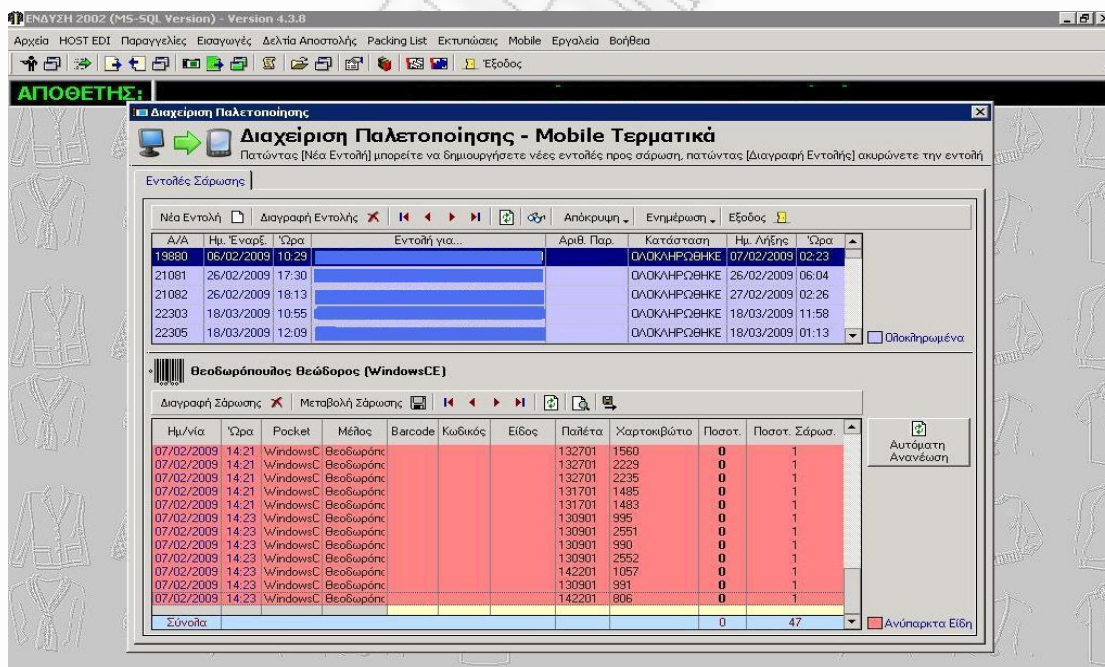 ΕΝΔΥΣΗ 2002 (MS-SQL Version) - Version 4.3.8
Αρχεία HOST EDI Παραγγελίες Εισαγωγές Δελτία Αποστολής Packing List Εκτυπώσεις Mobile Εργαλεία Βοήθεια
Έξοδος
ΑΠΟΘΕΤΗΣ:
Διαχείριση Παλετοποίησης
Διαχείριση Παλετοποίησης - Mobile Τερματικά
Πατώντας [Νέα Εντολή] μπορείτε να δημιουργήσετε νέες εντολές προς σάρωση, πατώντας [Διαγραφή Εντολής] ακυρώνετε την εντολή
Εντολές Σάρωσης
Νέα Εντολή Διαγραφή Εντολής Απόκρυψη Ενημέρωση Εξοδος
Α/Α Ημ. Έναρξ. Ώρα Εντολή για... Αριθ. Παρ. Κατάσταση Ημ. Λήξης Ώρα
19880 06/02/2009 10:29 ΟΛΟΚΛΗΡΩΘΗΚΕ 07/02/2009 02:23
21081 26/02/2009 17:30 ΟΛΟΚΛΗΡΩΘΗΚΕ 26/02/2009 06:04
21082 26/02/2009 18:13 ΟΛΟΚΛΗΡΩΘΗΚΕ 27/02/2009 02:26
22303 18/03/2009 10:55 ΟΛΟΚΛΗΡΩΘΗΚΕ 18/03/2009 11:58
22305 18/03/2009 12:09 ΟΛΟΚΛΗΡΩΘΗΚΕ 18/03/2009 01:13
Ολοκληρωμένα
Θεοδωρόπουλος Θεώδορος (WindowsCE)
Διαγραφή Σάρωσης Μεταβολή Σάρωσης
Ημ/νία Ώρα Pocket Μέλος Barcode Κωδικός Είδος Παλέτα Χαρτοκιβώτιο Ποσοτ. Ποσοτ. Σάρωσ.
07/02/2009 14:21 WindowsC Θεοδωρόπο 132701 1560 0 1
07/02/2009 14:21 WindowsC Θεοδωρόπο 132701 2229 0 1
07/02/2009 14:21 WindowsC Θεοδωρόπο 132701 2235 0 1
07/02/2009 14:21 WindowsC Θεοδωρόπο 131701 1485 0 1
07/02/2009 14:21 WindowsC Θεοδωρόπο 131701 1483 0 1
07/02/2009 14:23 WindowsC Θεοδωρόπο 130901 995 0 1
07/02/2009 14:23 WindowsC Θεοδωρόπο 130901 2551 0 1
07/02/2009 14:23 WindowsC Θεοδωρόπο 130901 990 0 1
07/02/2009 14:23 WindowsC Θεοδωρόπο 130901 2552 0 1
07/02/2009 14:23 WindowsC Θεοδωρόπο 142201 1057 0 1
07/02/2009 14:23 WindowsC Θεοδωρόπο 130901 991 0 1
07/02/2009 14:23 WindowsC Θεοδωρόπο 142201 806 0 1
Σύνολα 0 47
Αυτόματη
Ανανέωση
Ανύπαρκτα Είδη